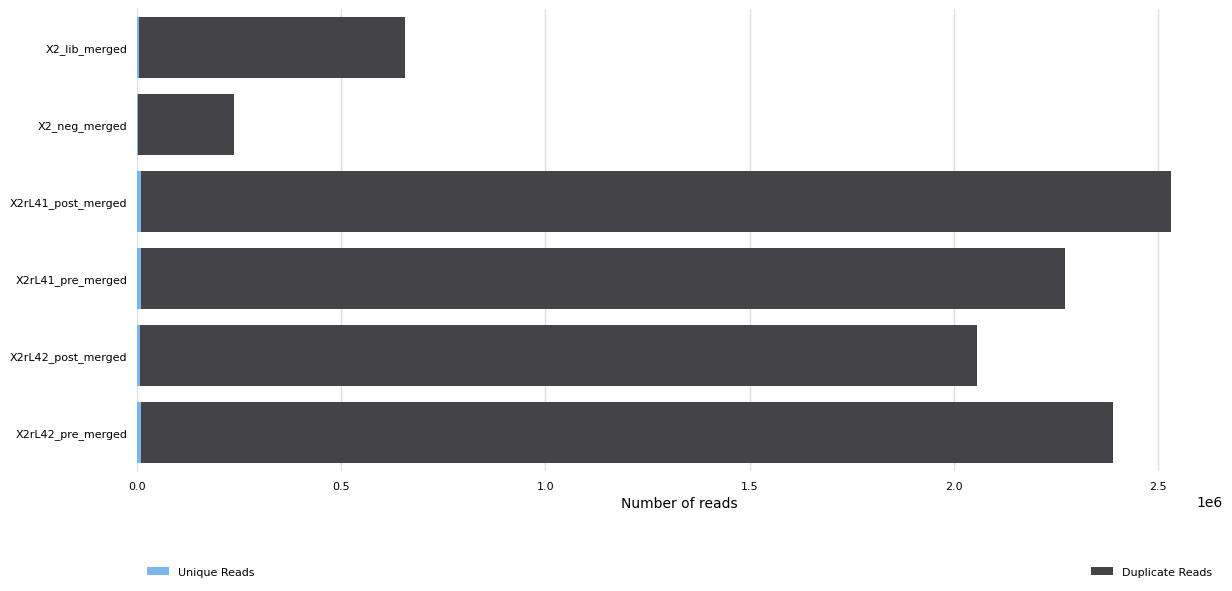 X2_lib_merged
X2_neg_merged
X2rL41_post_merged
X2rL41_pre_merged
X2rL42_post_merged
X2rL42_pre_merged
0.0 0.5 1.0 1.5 2.0 2.5
Number of reads 1e6
Unique Reads Duplicate Reads